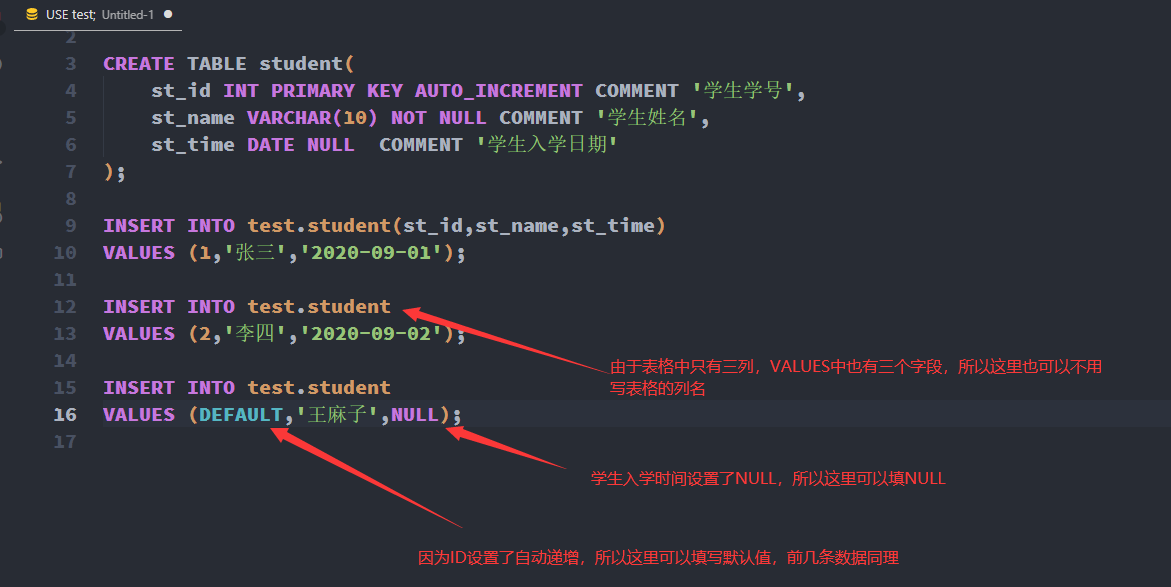 USE test; Untitled-1
2
3 CREATE TABLE student(
4 st_id INT PRIMARY KEY AUTO_INCREMENT COMMENT '学生学号',
5 st_name VARCHAR(10) NOT NULL COMMENT '学生姓名',
6 st_time DATE NULL  COMMENT '学生入学日期'
7 );
8
9 INSERT INTO test.student(st_id,st_name,st_time)
10 VALUES (1,'张三','2020-09-01');
11
12 INSERT INTO test.student
13 VALUES (2,'李四','2020-09-02');
由于表格中只有三列，VALUES中也有三个字段，所以这里也可以不用
写表格的列名
14
15 INSERT INTO test.student
16 VALUES (DEFAULT,'王麻子',NULL);
17
学生入学时间设置了NULL，所以这里可以填NULL
因为ID设置了自动递增，所以这里可以填写默认值，前几条数据同理